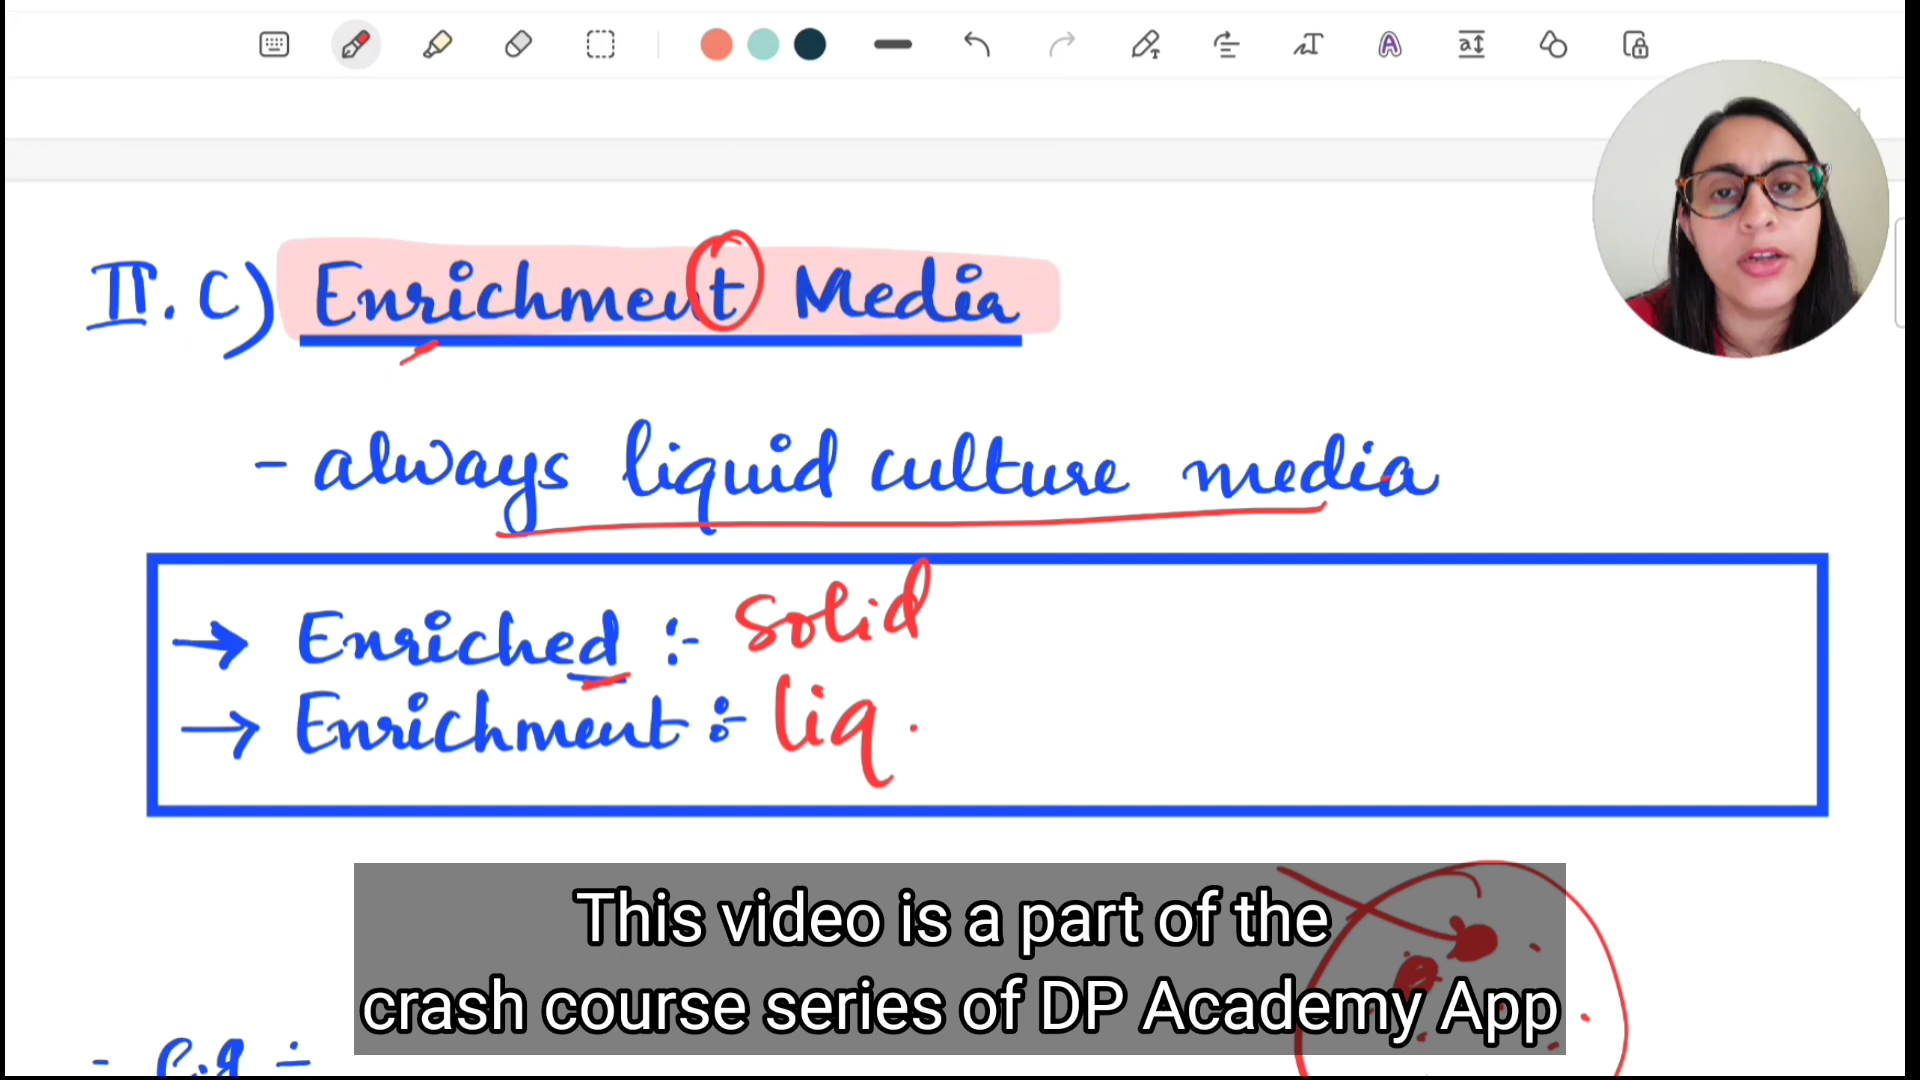 II. C) Enrichment Media
- always liquid culture media
→ Enriched :- Solid
→ Enrichment :- liq.
This video is a part of the
crash course series of DP Academy App
- e.g :-